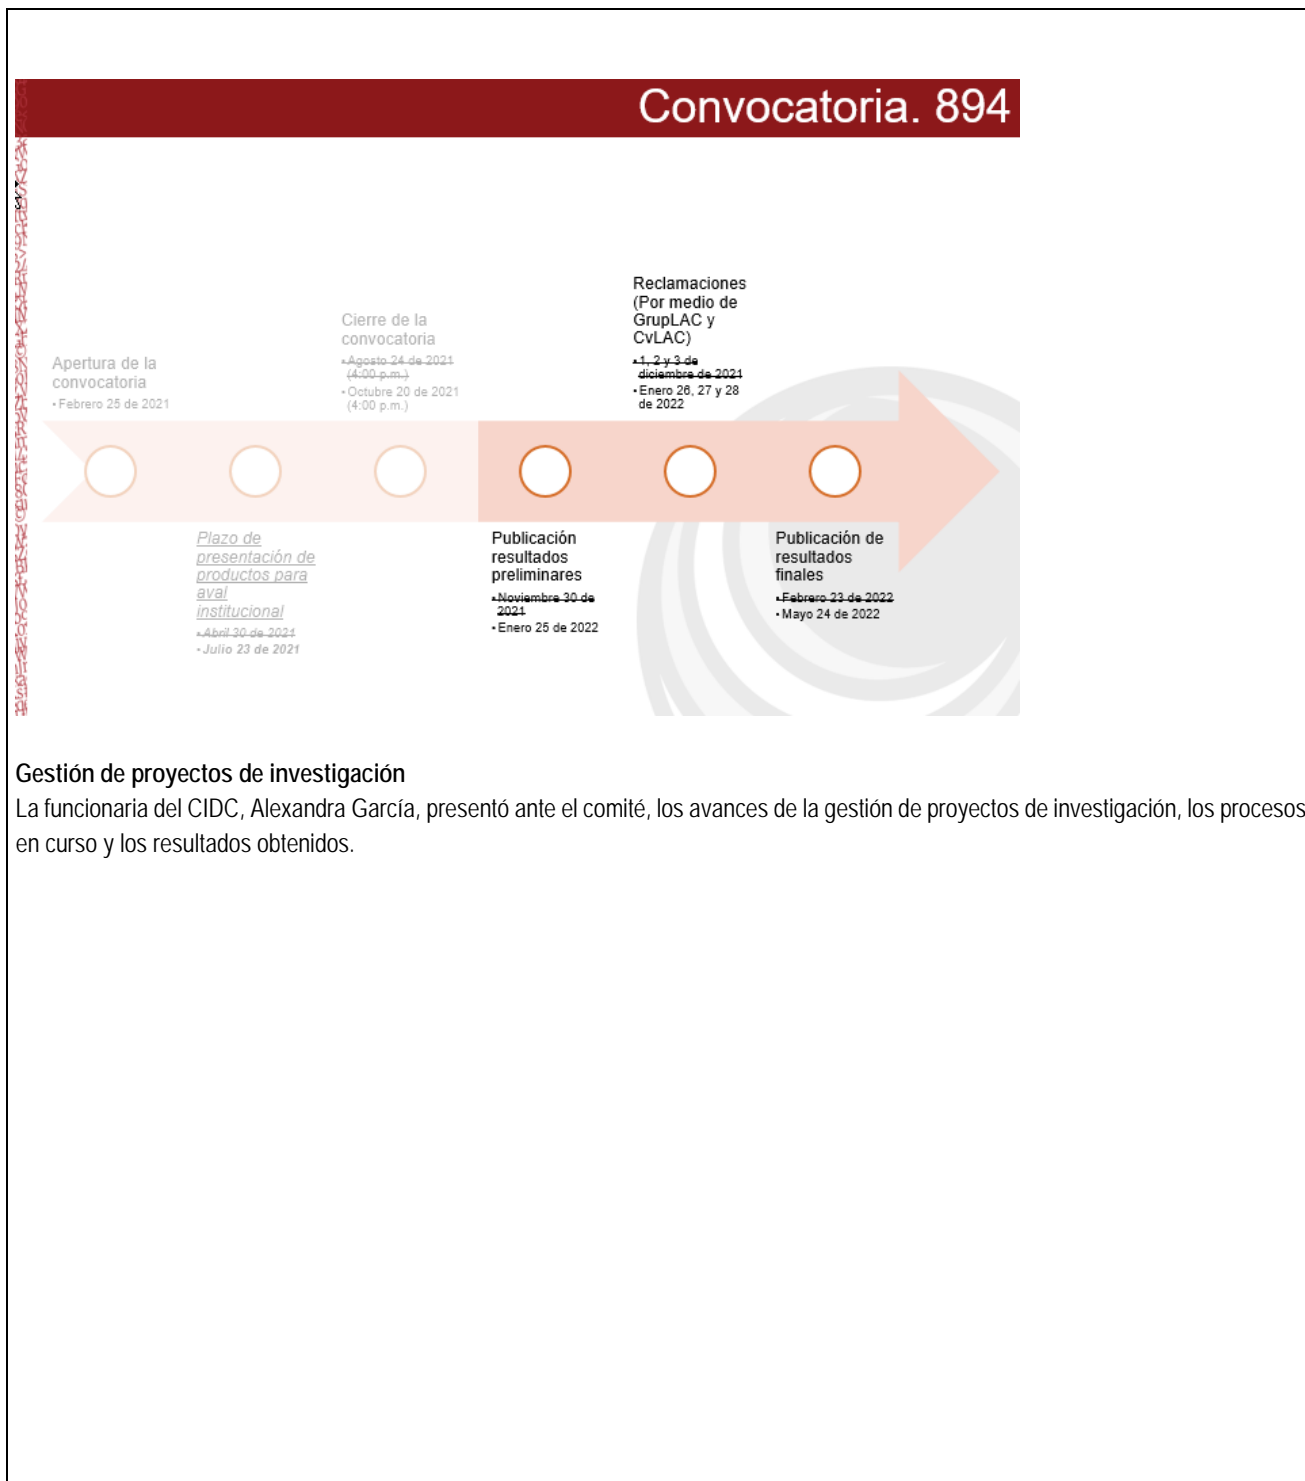 Convocatoria. 894
Apertura de la
convocatoria
• Febrero 25 de 2021
Plazo de
presentación de
productos para
aval
institucional
• Abril 30 de 2021
• Julio 23 de 2021
Cierre de la
convocatoria
• Agosto 24 de 2021
(4:00 p.m.)
• Octubre 20 de 2021
(4:00 p.m.)
Publicación
resultados
preliminares
• Noviembre 30 de
2021
• Enero 25 de 2022
Reclamaciones
(Por medio de
GrupLAC y
CvLAC)
• 1, 2 y 3 de
diciembre de 2021
• Enero 26, 27 y 28
de 2022
Publicación de
resultados
finales
• Febrero 23 de 2022
• Mayo 24 de 2022
Gestión de proyectos de investigación
La funcionaria del CIDC, Alexandra García, presentó ante el comité, los avances de la gestión de proyectos de investigación, los procesos
en curso y los resultados obtenidos.